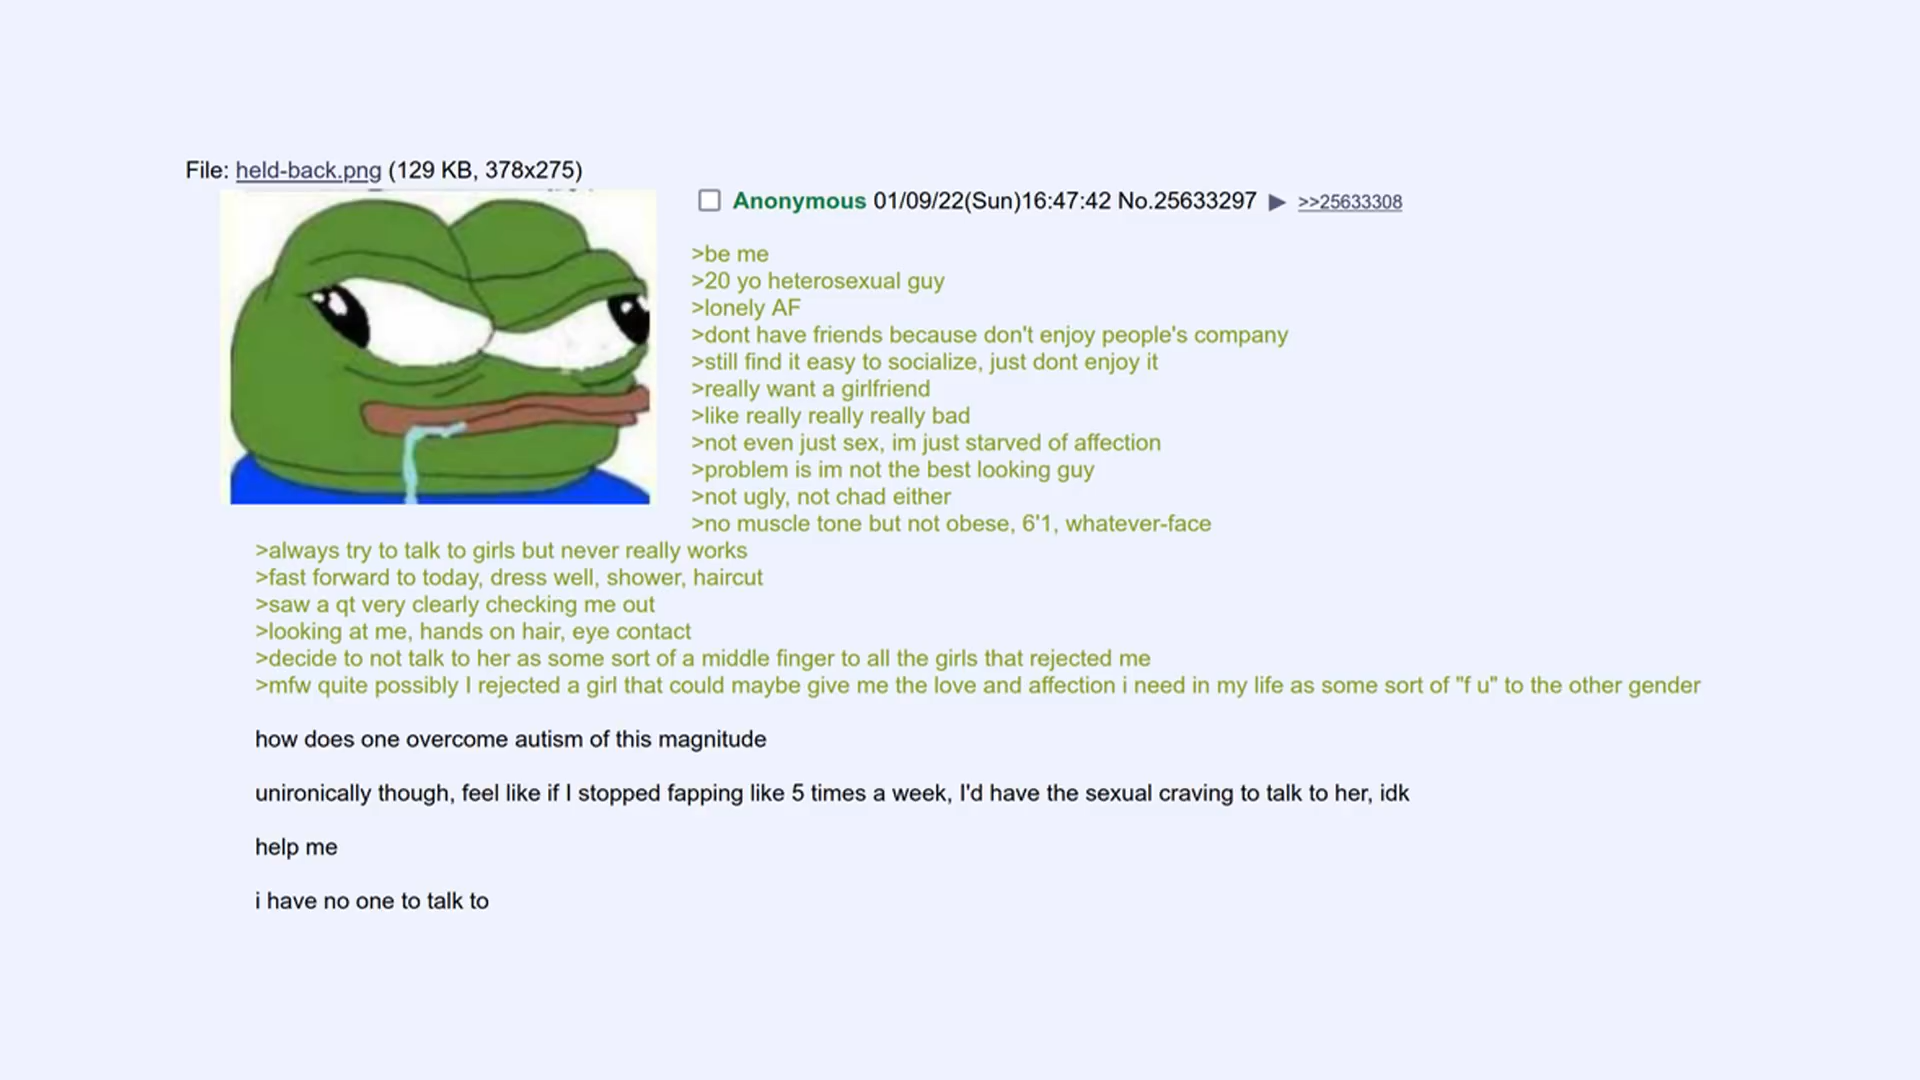 File: held-back.png (129 KB, 378x275)
Anonymous 01/09/22(Sun)16:47:42 No.25633297 ▶ >>25633308
>be me
>20 yo heterosexual guy
>lonely AF
>dont have friends because don't enjoy people's company
>still find it easy to socialize, just dont enjoy it
>really want a girlfriend
>like really really really bad
>not even just sex, im just starved of affection
>problem is im not the best looking guy
>not ugly, not chad either
>no muscle tone but not obese, 6'1, whatever-face
>always try to talk to girls but never really works
>fast forward to today, dress well, shower, haircut
>saw a qt very clearly checking me out
>looking at me, hands on hair, eye contact
>decide to not talk to her as some sort of a middle finger to all the girls that rejected me
>mfw quite possibly I rejected a girl that could maybe give me the love and affection i need in my life as some sort of "f u" to the other gender
how does one overcome autism of this magnitude
unironically though, feel like if I stopped fapping like 5 times a week, I'd have the sexual craving to talk to her, idk
help me
i have no one to talk to